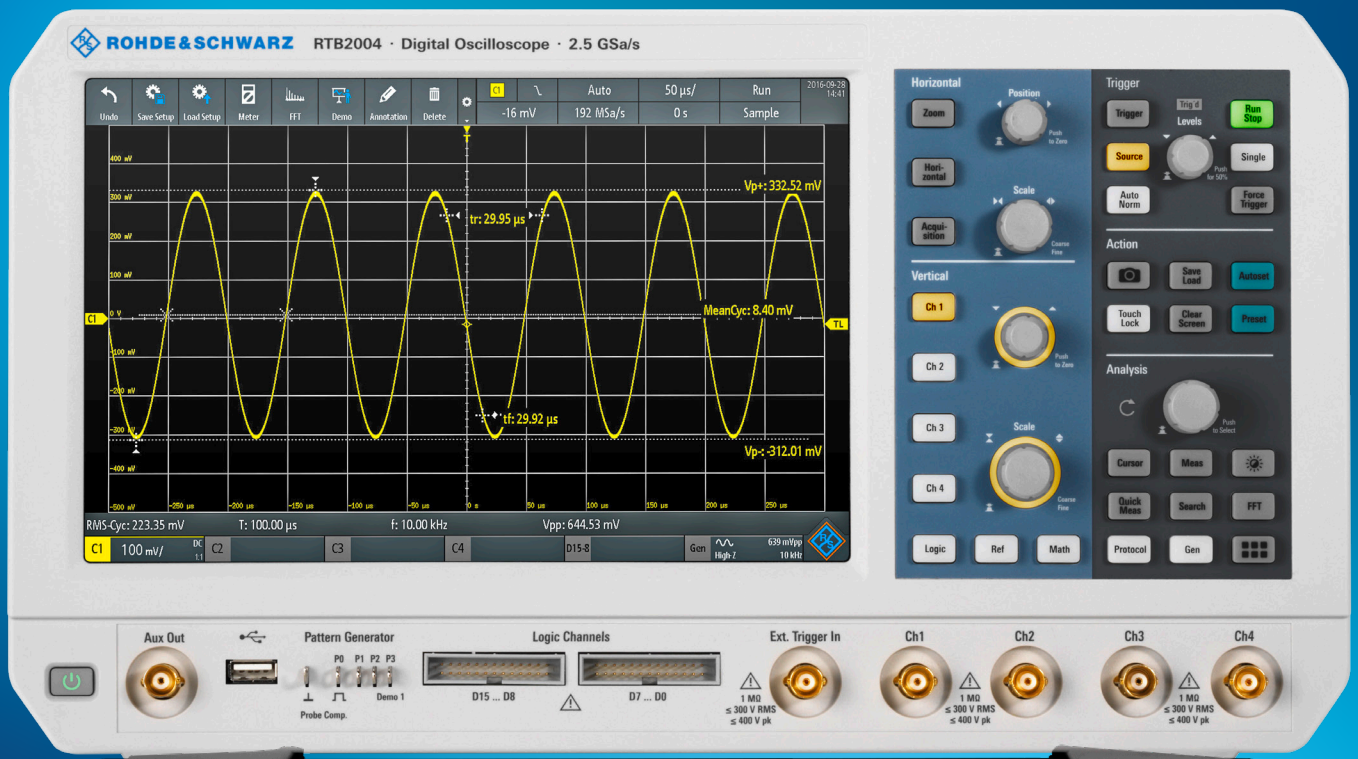 ROHDE&SCHWARZ RTB2004 · Digital Oscilloscope · 2.5 GSa/s
Undo Save Setup Load Setup Meter FFT Demo Annotation Delete
C1 Auto 50 µs/ Run
-16 mV 192 MSa/s 0 s Sample
2016-09-28
14:41
400 mV
300 mV
200 mV
100 mV
0 V
-100 mV
-200 mV
-300 mV
-400 mV
-500 mV
C1
TL
Vp+: 332.52 mV
tr: 29.95 µs
MeanCyc: 8.40 mV
tf: 29.92 µs
Vp-: -312.01 mV
-250 µs -200 µs -150 µs -100 µs -50 µs 0 s 50 µs 100 µs 150 µs 200 µs 250 µs
RMS-Cyc: 223.35 mV T: 100.00 µs f: 10.00 kHz Vpp: 644.53 mV
C1 100 mV/ DC
1:1
C2 C3 C4 D15-8 Gen
639 mVpp
High-Z 10 kHz
R&S
Horizontal
Position
Zoom
Push
to Zero
Hori-
zontal
Scale
Acqui-
sition
Coarse
Fine
Vertical
Ch 1
Push
to Zero
Ch 2
Ch 3
Scale
Ch 4
Coarse
Fine
Logic Ref Math
Trigger
Trigger
Trig'd
Levels
Run
Stop
Source
Push
for 50%
Single
Auto
Norm
Force
Trigger
Action
Save
Load
Autoset
Touch
Lock
Clear
Screen
Preset
Analysis
Push
to Select
Cursor Meas
Quick
Meas
Search FFT
Protocol Gen
Aux Out
Pattern Generator
P0 P1 P2 P3
Demo 1
Probe Comp.
Logic Channels
D15 ... D8
D7 ... D0
Ext. Trigger In
1 MΩ
≤ 300 V RMS
≤ 400 V pk
Ch1
1 MΩ
≤ 300 V RMS
≤ 400 V pk
Ch2
Ch3
1 MΩ
≤ 300 V RMS
≤ 400 V pk
Ch4